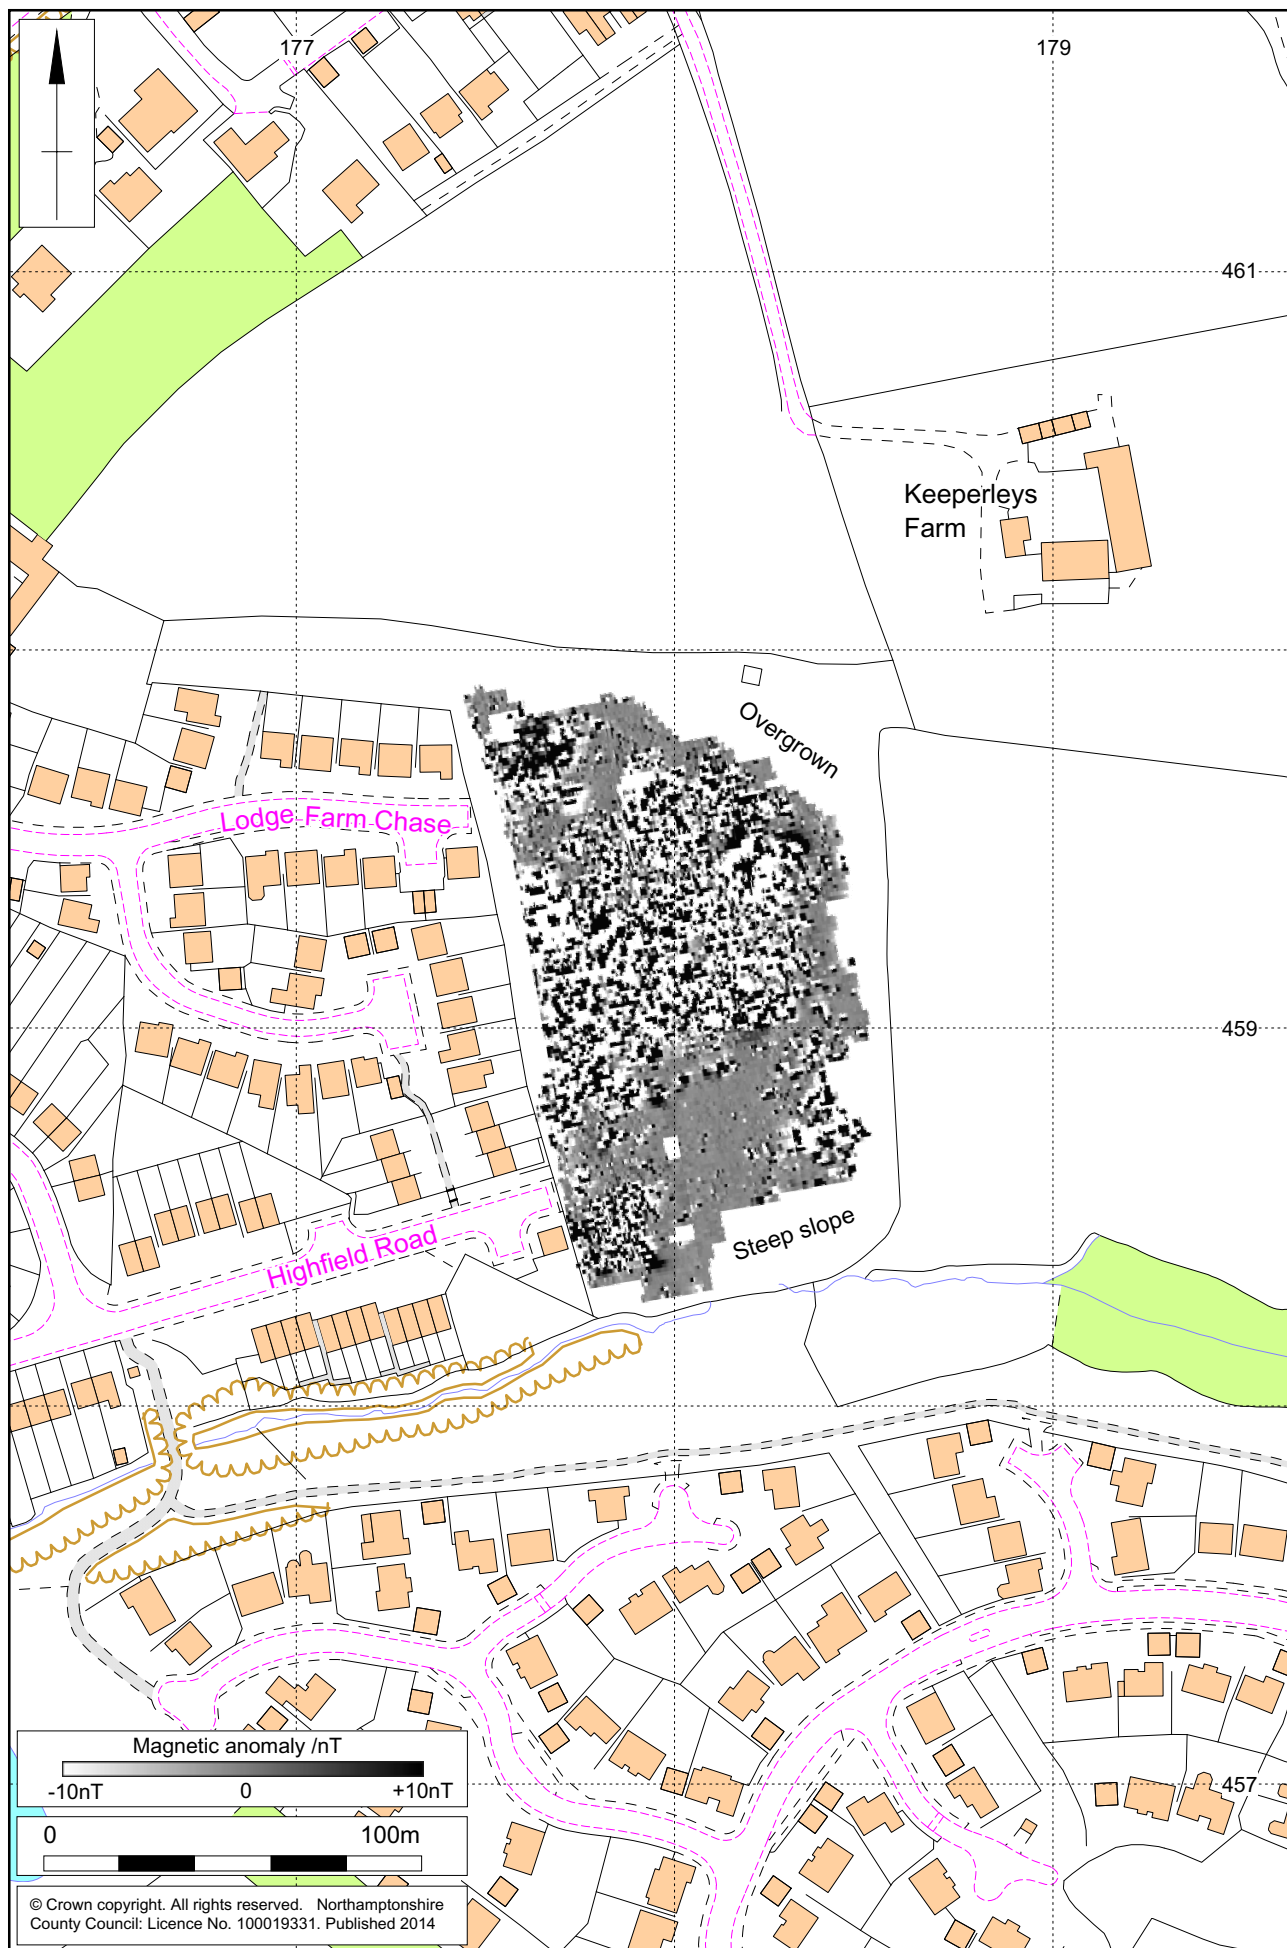 177
179
461
Keeperleys
Farm
Overgrown
Lodge Farm Chase
459
Steep slope
Highfield Road
Magnetic anomaly /nT
-10nT 0 +10nT
457
0 100m
© Crown copyright. All rights reserved. Northamptonshire
County Council: Licence No. 100019331. Published 2014